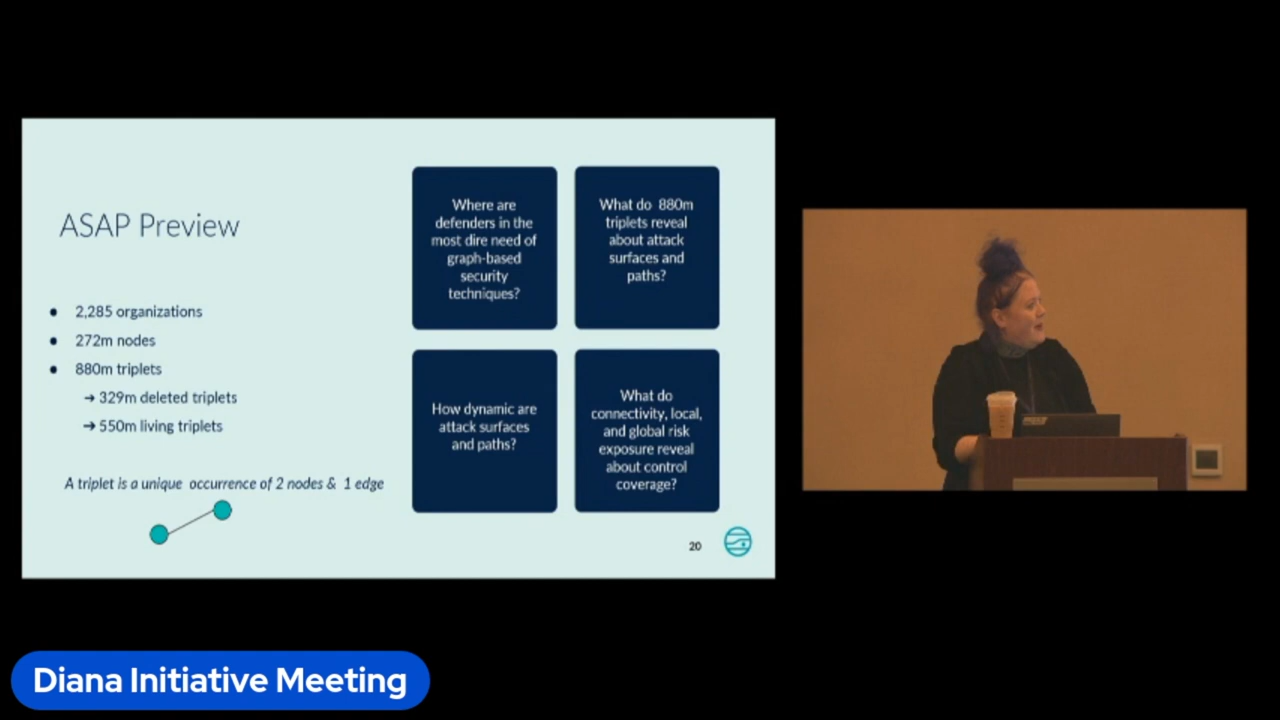 ASAP Preview
2,285 organizations
272m nodes
880m triplets
→ 329m deleted triplets
→ 550m living triplets
A triplet is a unique occurrence of 2 nodes & 1 edge
Where are
defenders in the
most dire need of
graph-based
security
techniques?
What do 880m
triplets reveal
about attack
surfaces and
paths?
How dynamic are
attack surfaces
and paths?
What do
connectivity, local,
and global risk
exposure reveal
about control
coverage?
20
Diana Initiative Meeting